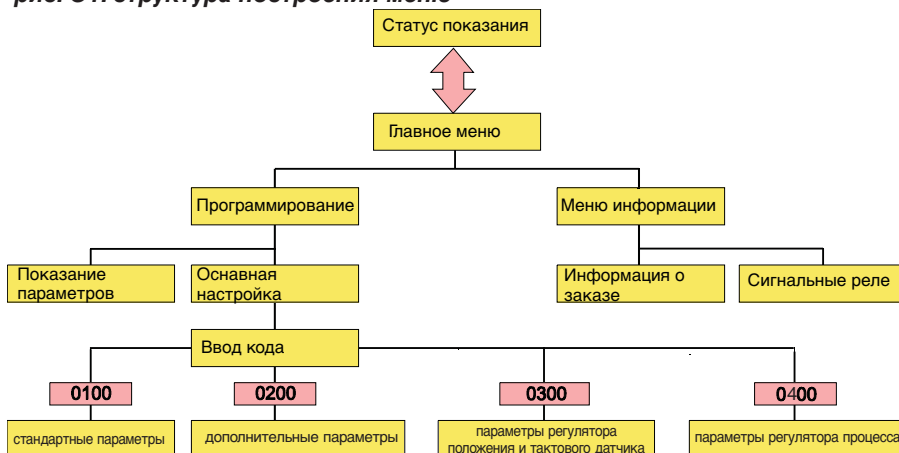 Статус показания
Главное меню
Программирование
Меню информации
Показание
параметров
Оснавная
настройка
Информация о
заказе
Сигнальные реле
Ввод кода
0100
0200
0300
0400
стандартные параметры
дополнительные параметры
параметры регулятора
положения и тактового датчика
параметры регулятора процесса